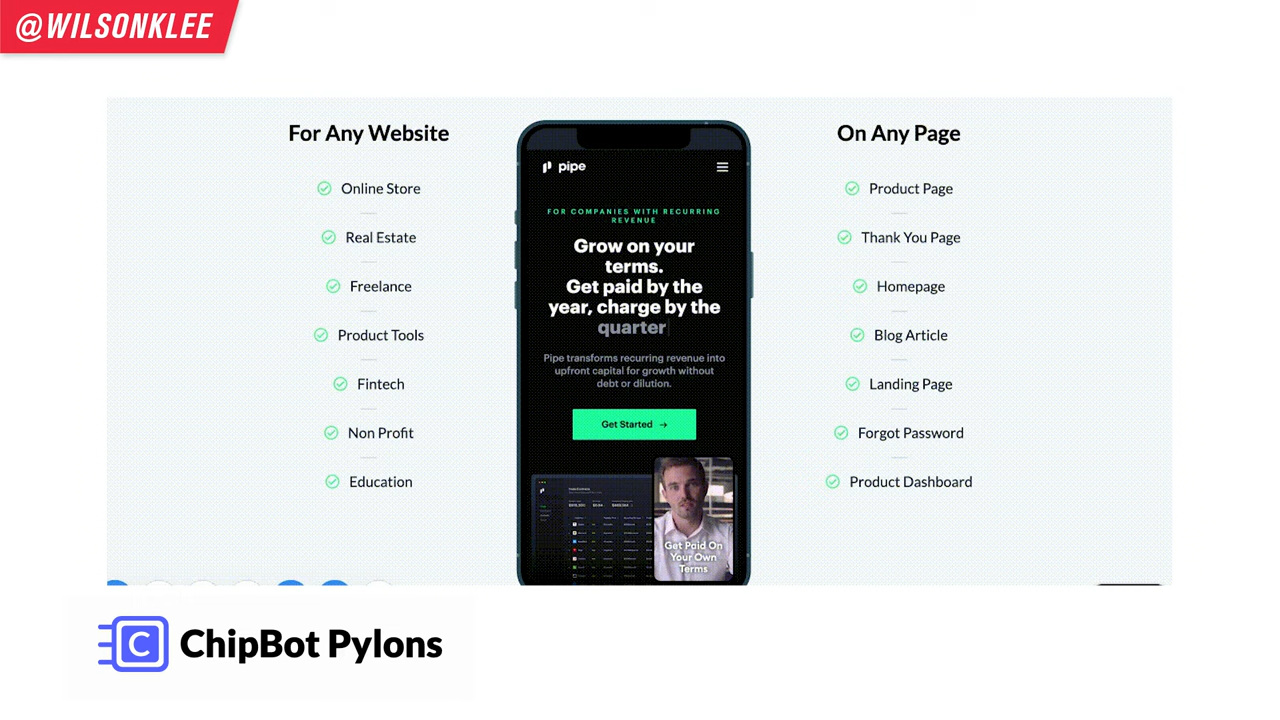 @WILSONKLEE
For Any Website
Online Store
Real Estate
Freelance
Product Tools
Fintech
Non Profit
Education
pipe
FOR COMPANIES WITH RECURRING
REVENUE
Grow on your
terms.
Get paid by the
year, charge by the
quarter
Pipe transforms recurring revenue into
upfront capital for growth without
debt or dilution.
Get Started →
Get Paid On
Your Own
Terms
On Any Page
Product Page
Thank You Page
Homepage
Blog Article
Landing Page
Forgot Password
Product Dashboard
C ChipBot Pylons